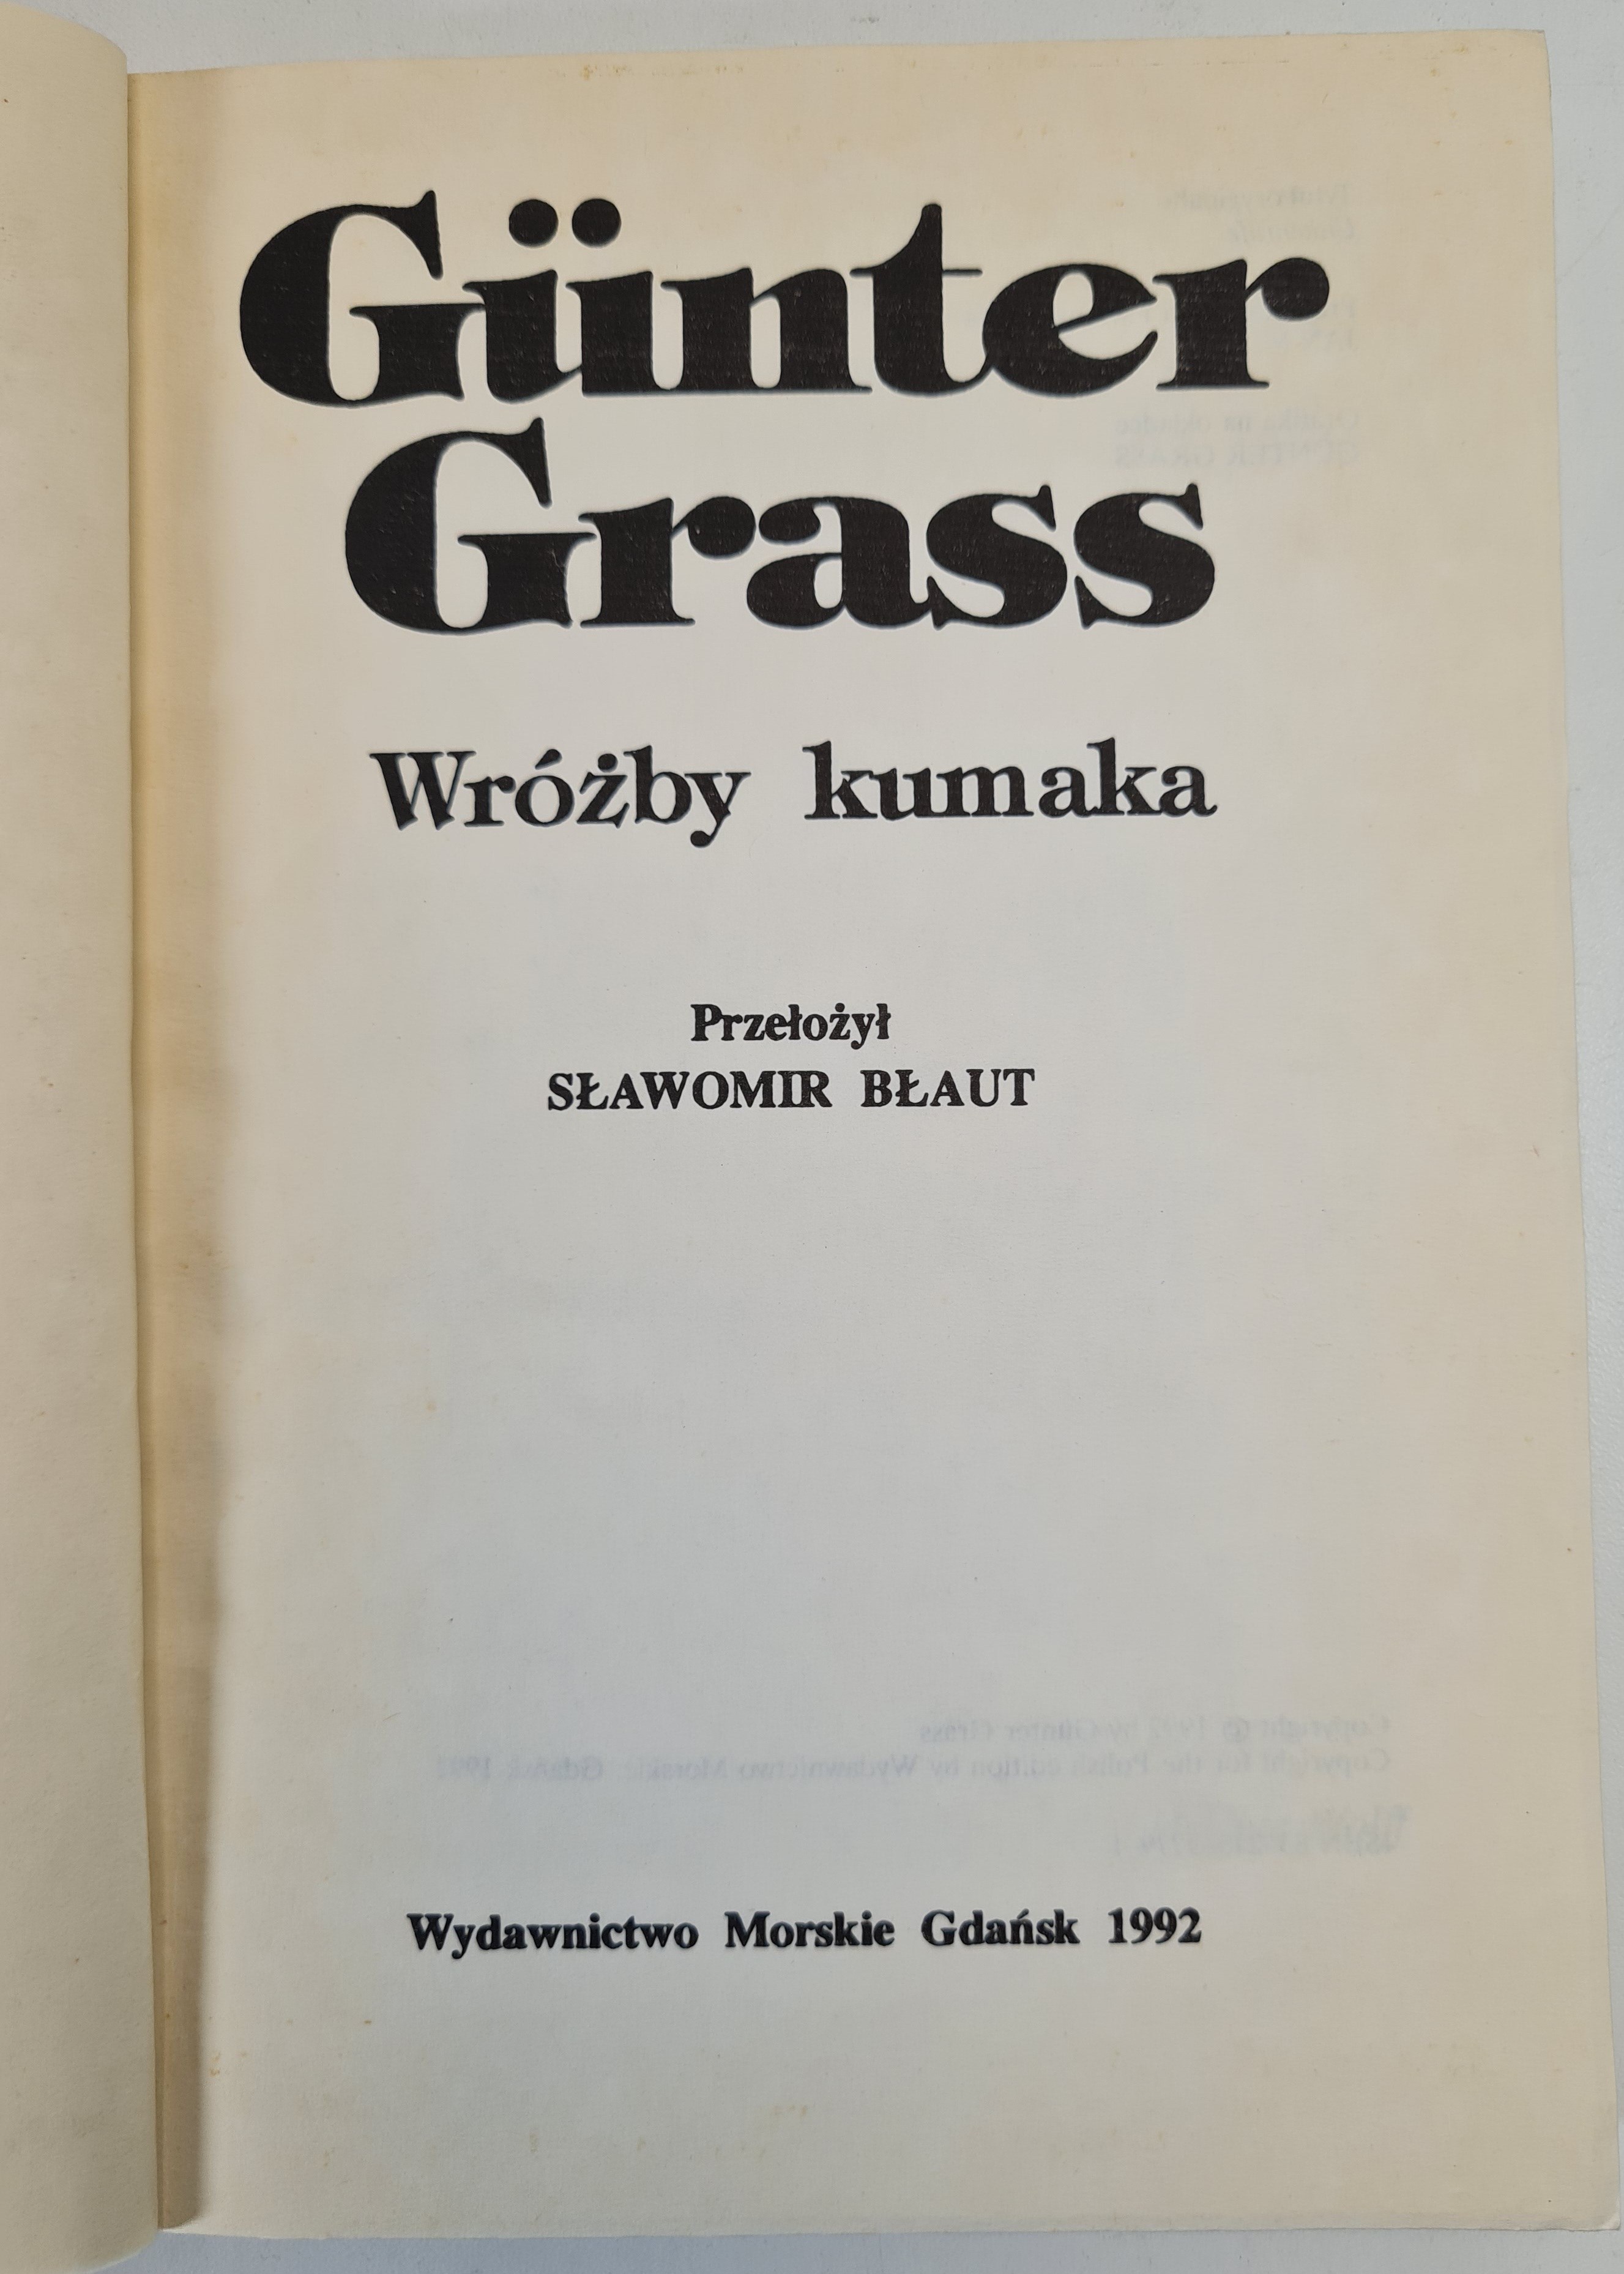 Günter
Grass
Wróżby kumaka
Przełożył
SŁAWOMIR BŁAUT
Wydawnictwo Morskie Gdańsk 1992